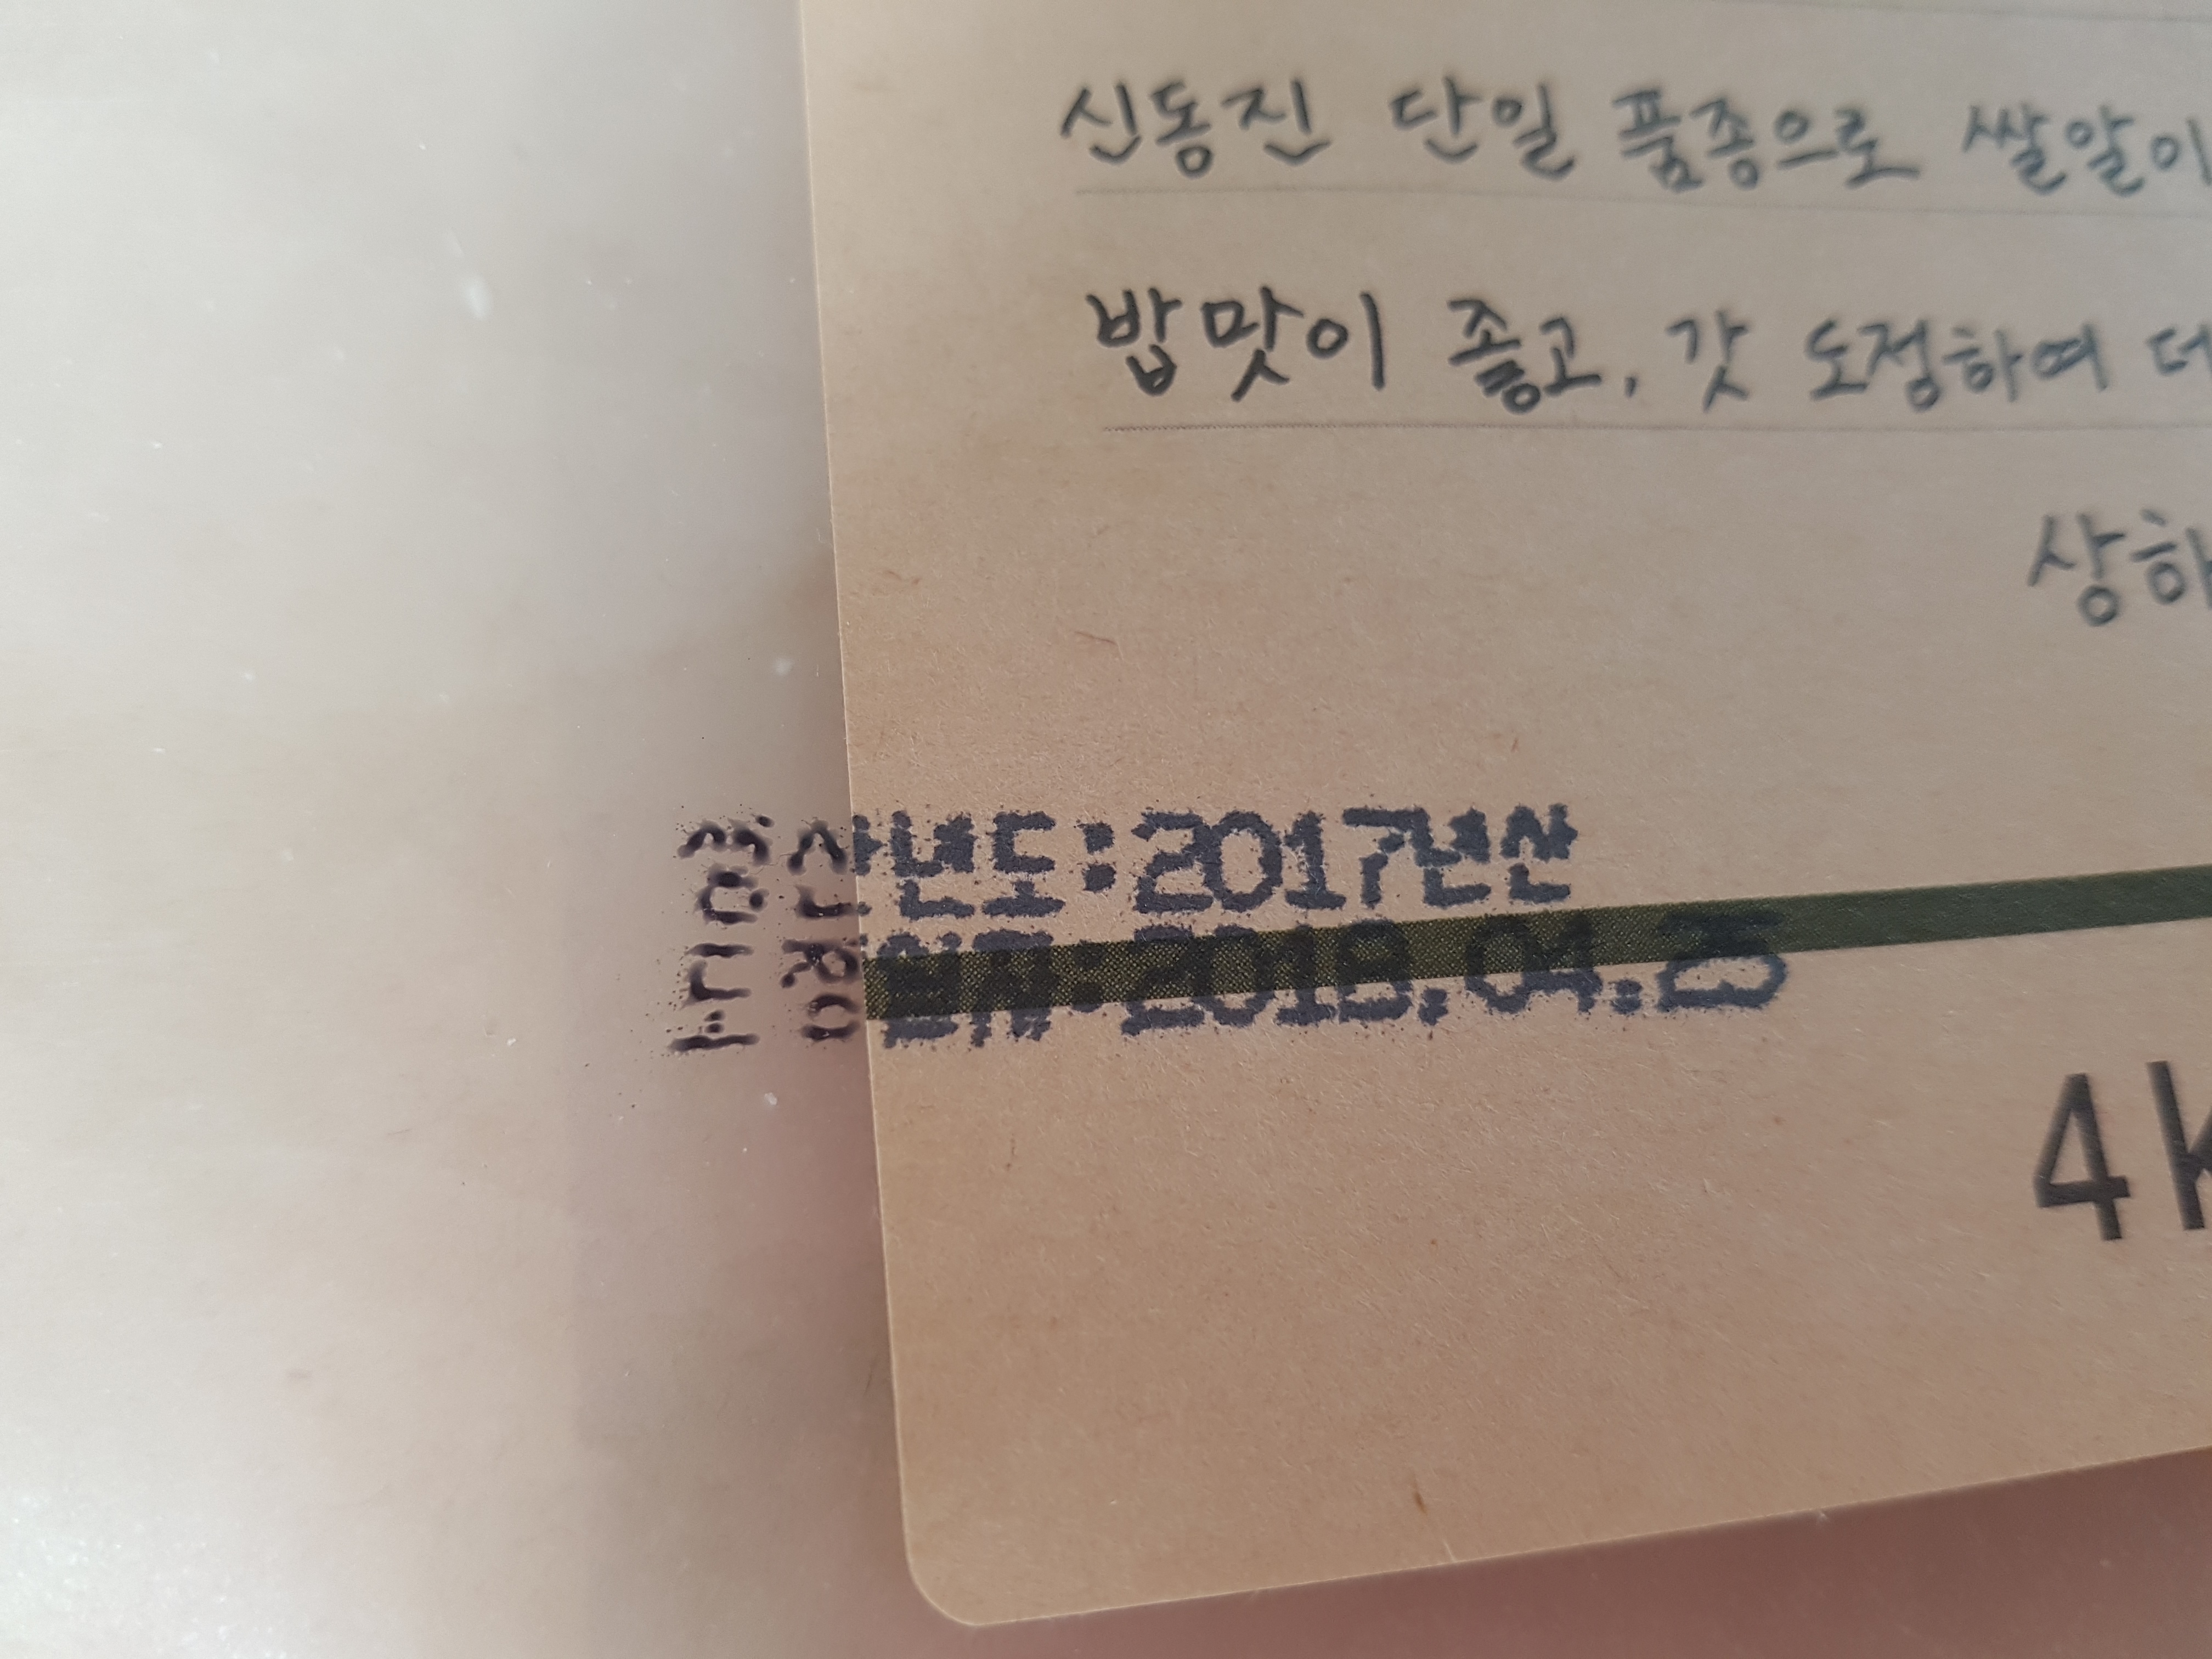 신동진 단일 품종으로 쌀알이
밥맛이 좋고, 갓 도정하여 더
상하
생산년도:2017년산
도정일자:2018.04.25
4k